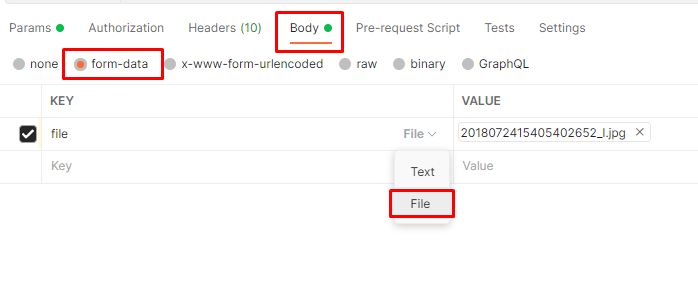 Params Authorization Headers (10) Body Pre-request Script Tests Settings
none form-data x-www-form-urlencoded raw binary GraphQL
KEY VALUE
file File 2018072415405402652_l.jpg
Key Value
Text
File